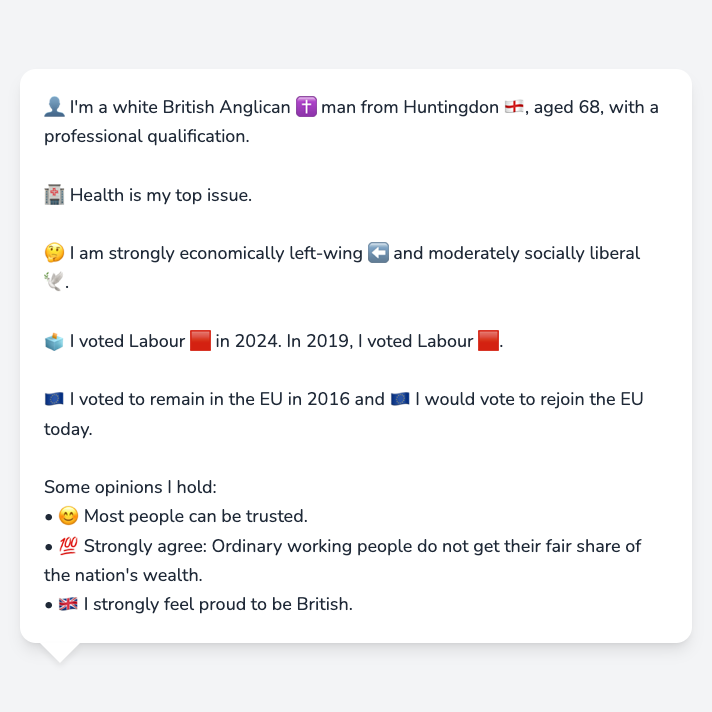 👤 I'm a white British Anglican ✝️ man from Huntingdon 🏴󠁧󠁢󠁥󠁮󠁧󠁿, aged 68, with a
professional qualification.
🏥 Health is my top issue.
🤔 I am strongly economically left-wing ⬅️ and moderately socially liberal
🕊️.
🗳️ I voted Labour 🟥 in 2024. In 2019, I voted Labour 🟥.
🇪🇺 I voted to remain in the EU in 2016 and 🇪🇺 I would vote to rejoin the EU
today.
Some opinions I hold:
• 😊 Most people can be trusted.
• 💯 Strongly agree: Ordinary working people do not get their fair share of
the nation's wealth.
• 🇬🇧 I strongly feel proud to be British.